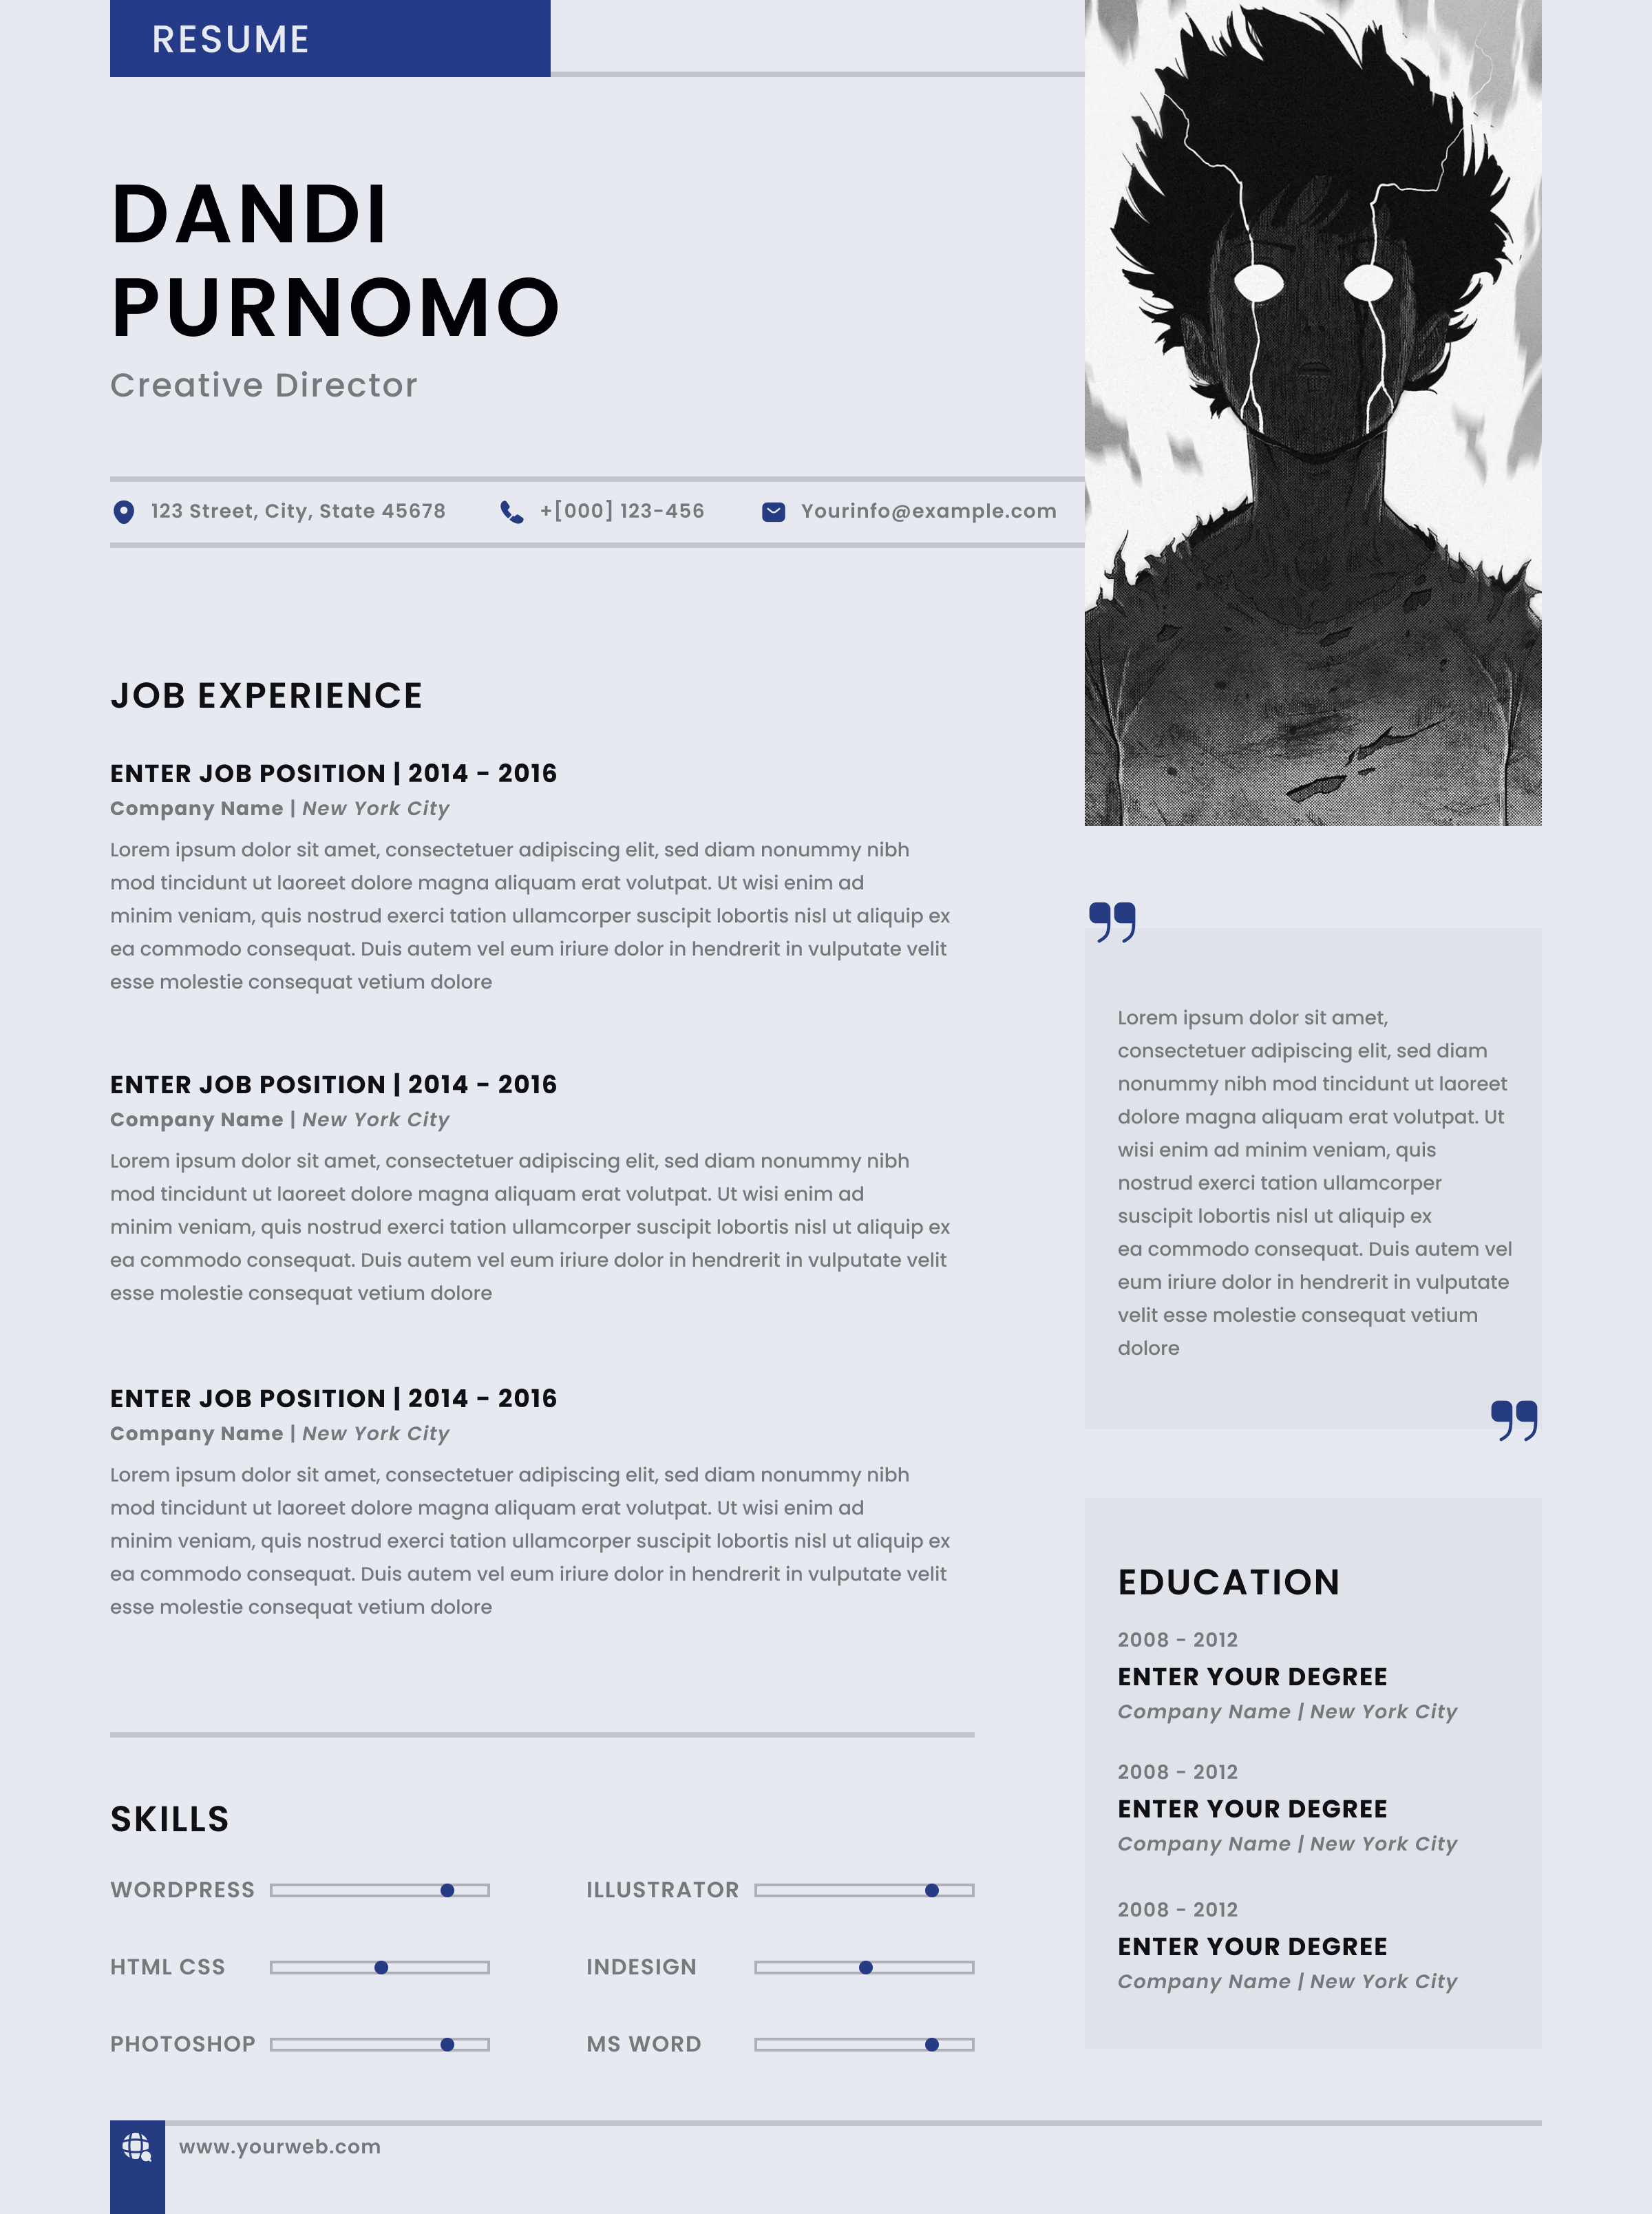 RESUME
DANDI
PURNOMO
Creative Director
123 Street, City, State 45678
+[000] 123-456
Yourinfo@example.com
JOB EXPERIENCE
ENTER JOB POSITION | 2014 - 2016
Company Name | New York City
Lorem ipsum dolor sit amet, consectetuer adipiscing elit, sed diam nonummy nibh
mod tincidunt ut laoreet dolore magna aliquam erat volutpat. Ut wisi enim ad
minim veniam, quis nostrud exerci tation ullamcorper suscipit lobortis nisl ut aliquip ex
ea commodo consequat. Duis autem vel eum iriure dolor in hendrerit in vulputate velit
esse molestie consequat vetium dolore
ENTER JOB POSITION | 2014 - 2016
Company Name | New York City
Lorem ipsum dolor sit amet, consectetuer adipiscing elit, sed diam nonummy nibh
mod tincidunt ut laoreet dolore magna aliquam erat volutpat. Ut wisi enim ad
minim veniam, quis nostrud exerci tation ullamcorper suscipit lobortis nisl ut aliquip ex
ea commodo consequat. Duis autem vel eum iriure dolor in hendrerit in vulputate velit
esse molestie consequat vetium dolore
ENTER JOB POSITION | 2014 - 2016
Company Name | New York City
Lorem ipsum dolor sit amet, consectetuer adipiscing elit, sed diam nonummy nibh
mod tincidunt ut laoreet dolore magna aliquam erat volutpat. Ut wisi enim ad
minim veniam, quis nostrud exerci tation ullamcorper suscipit lobortis nisl ut aliquip ex
ea commodo consequat. Duis autem vel eum iriure dolor in hendrerit in vulputate velit
esse molestie consequat vetium dolore
SKILLS
WORDPRESS
HTML CSS
PHOTOSHOP
ILLUSTRATOR
INDESIGN
MS WORD
”
Lorem ipsum dolor sit amet,
consectetuer adipiscing elit, sed diam
nonummy nibh mod tincidunt ut laoreet
dolore magna aliquam erat volutpat. Ut
wisi enim ad minim veniam, quis
nostrud exerci tation ullamcorper
suscipit lobortis nisl ut aliquip ex
ea commodo consequat. Duis autem vel
eum iriure dolor in hendrerit in vulputate
velit esse molestie consequat vetium
dolore
”
EDUCATION
2008 - 2012
ENTER YOUR DEGREE
Company Name | New York City
2008 - 2012
ENTER YOUR DEGREE
Company Name | New York City
2008 - 2012
ENTER YOUR DEGREE
Company Name | New York City
www.yourweb.com